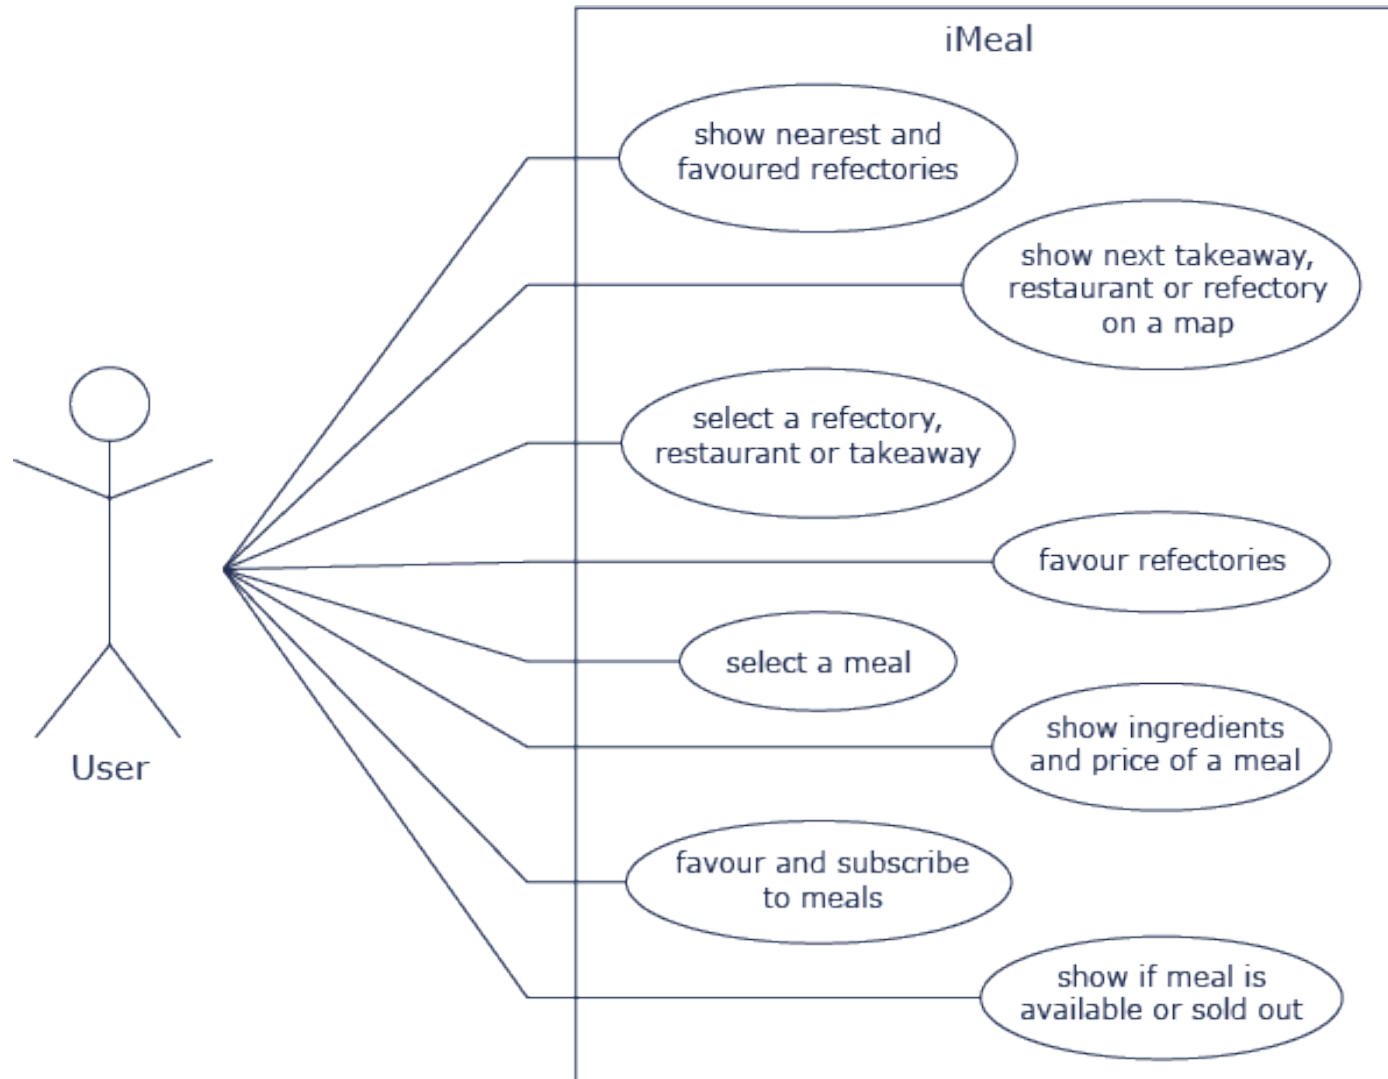 iMeal
show nearest and
favoured refectories
show next takeaway,
restaurant or refectory
on a map
select a refectory,
restaurant or takeaway
favour refectories
select a meal
show ingredients
and price of a meal
User
favour and subscribe
to meals
show if meal is
available or sold out